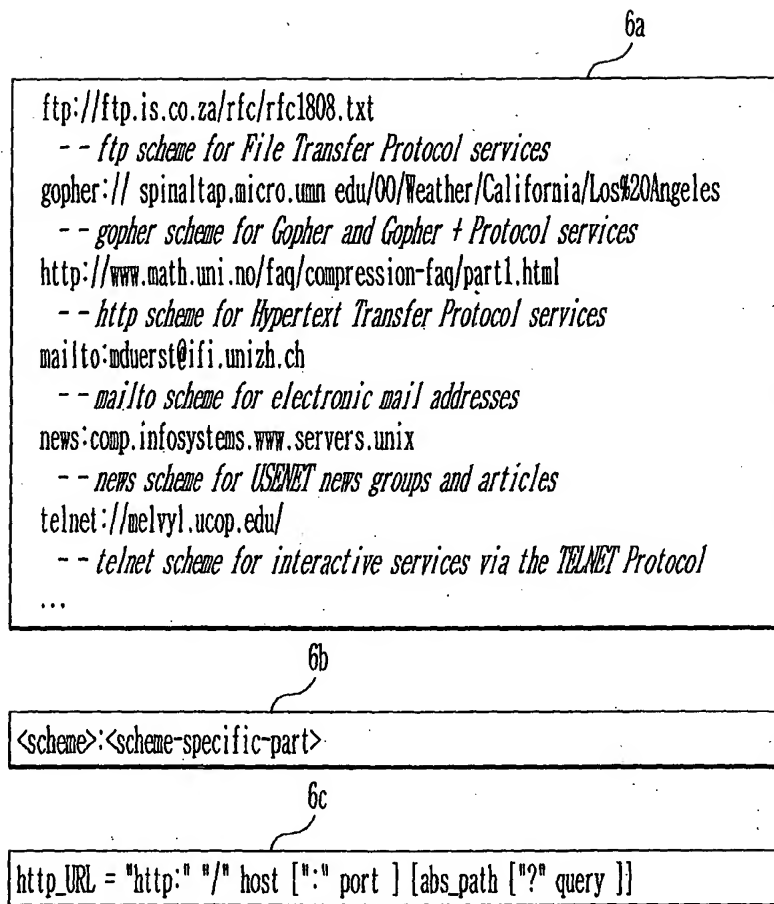 6a
ftp://ftp.is.co.za/rfc/rfc1808.txt
-- ftp scheme for File Transfer Protocol services
gopher:// spinaltap.micro.umn edu/00/Weather/California/Los%20Angeles
-- gopher scheme for Gopher and Gopher + Protocol services
http://www.math.uni.no/faq/compression-faq/part1.html
-- http scheme for Hypertext Transfer Protocol services
mailto:mduerst@ifi.unizh.ch
-- mailto scheme for electronic mail addresses
news:comp.infosystems.www.servers.unix
-- news scheme for USENET news groups and articles
telnet://melvyl.ucop.edu/
-- telnet scheme for interactive services via the TELNET Protocol
...
6b
<scheme>:<scheme-specific-part>
6c
http_URL = "http:" "/" host [":" port ] [abs_path ["?" query ]]